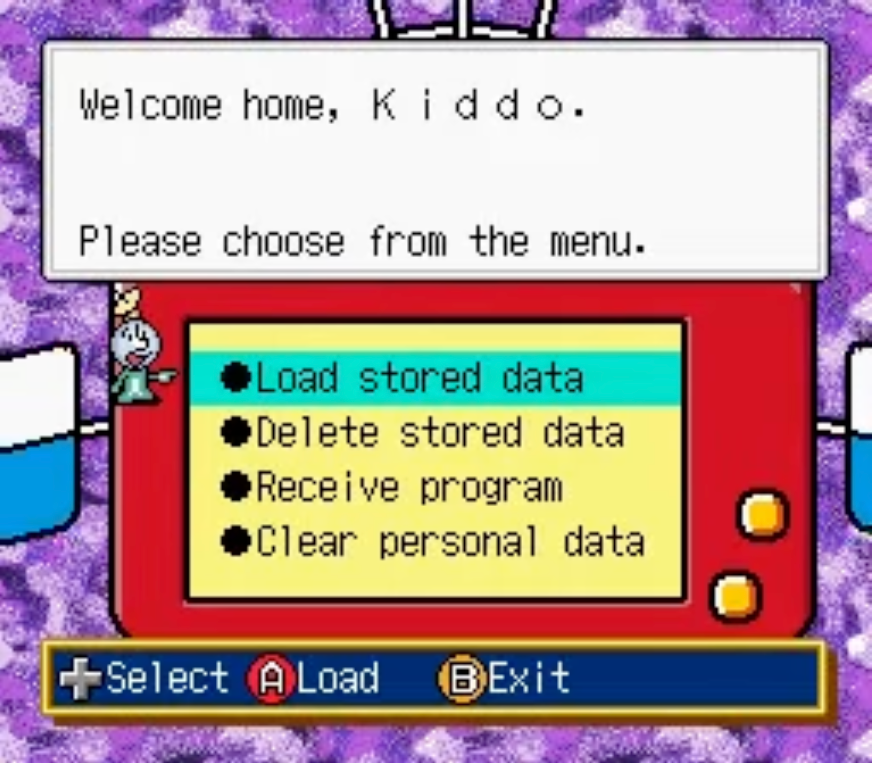 Welcome home, Kiddo.
Please choose from the menu.
●Load stored data
●Delete stored data
●Receive program
●Clear personal data
Select A Load B Exit